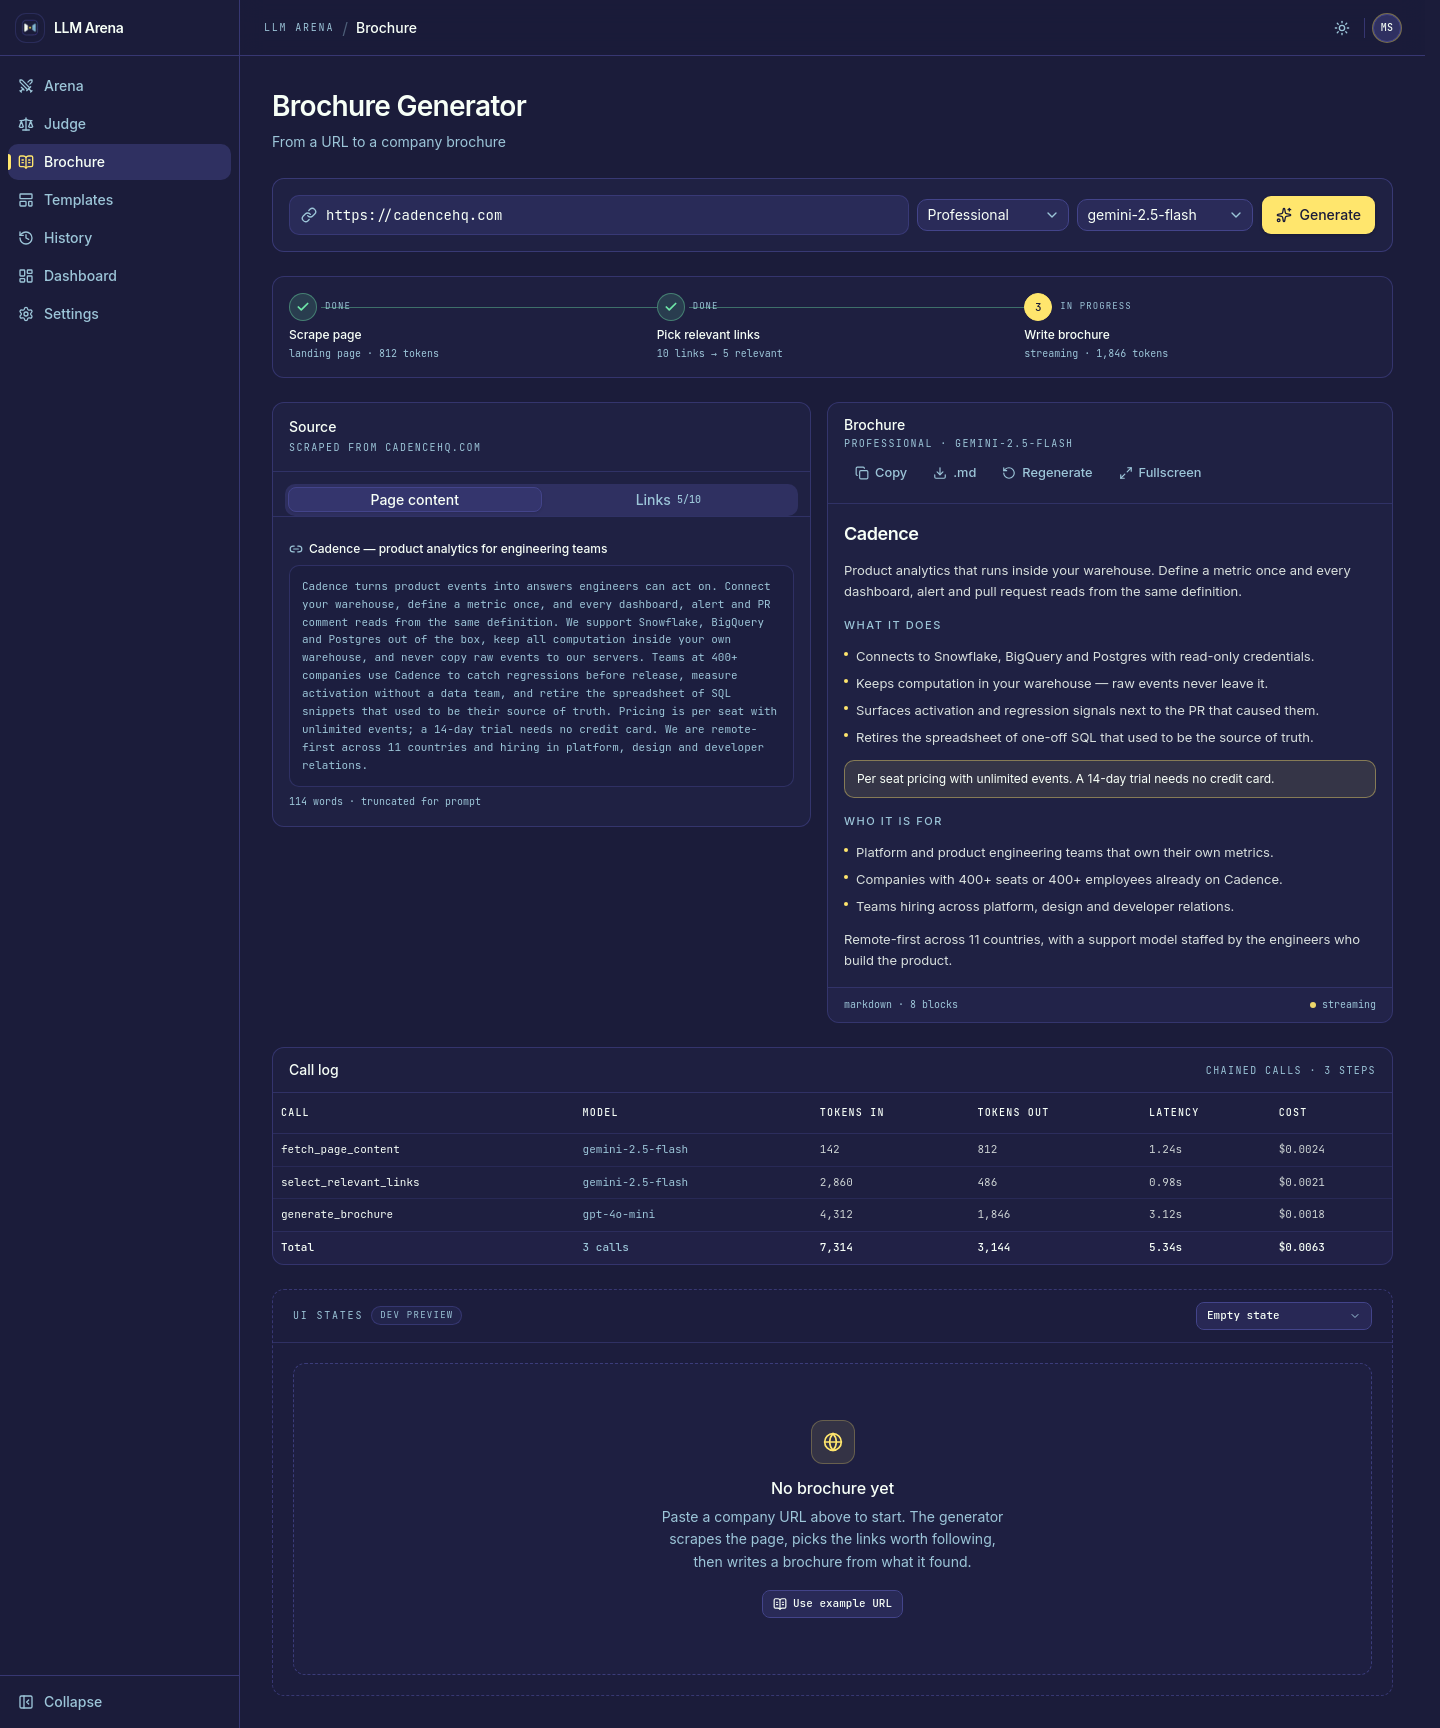 LLM Arena
LLM ARENA / Brochure
MS
Arena
Judge
Brochure
Templates
History
Dashboard
Settings
Collapse
Brochure Generator
From a URL to a company brochure
https://cadencehq.com
Professional
gemini-2.5-flash
Generate
DONE
Scrape page
landing page · 812 tokens
DONE
Pick relevant links
10 links → 5 relevant
3 IN PROGRESS
Write brochure
streaming · 1,846 tokens
Source
SCRAPED FROM CADENCEHQ.COM
Page content
Links 5/10
Cadence — product analytics for engineering teams
Cadence turns product events into answers engineers can act on. Connect
your warehouse, define a metric once, and every dashboard, alert and PR
comment reads from the same definition. We support Snowflake, BigQuery
and Postgres out of the box, keep all computation inside your own
warehouse, and never copy raw events to our servers. Teams at 400+
companies use Cadence to catch regressions before release, measure
activation without a data team, and retire the spreadsheet of SQL
snippets that used to be their source of truth. Pricing is per seat with
unlimited events; a 14-day trial needs no credit card. We are remote-
first across 11 countries and hiring in platform, design and developer
relations.
114 words · truncated for prompt
Brochure
PROFESSIONAL · GEMINI-2.5-FLASH
Copy
.md
Regenerate
Fullscreen
Cadence
Product analytics that runs inside your warehouse. Define a metric once and every
dashboard, alert and pull request reads from the same definition.
WHAT IT DOES
Connects to Snowflake, BigQuery and Postgres with read-only credentials.
Keeps computation in your warehouse — raw events never leave it.
Surfaces activation and regression signals next to the PR that caused them.
Retires the spreadsheet of one-off SQL that used to be the source of truth.
Per seat pricing with unlimited events. A 14-day trial needs no credit card.
WHO IT IS FOR
Platform and product engineering teams that own their own metrics.
Companies with 400+ seats or 400+ employees already on Cadence.
Teams hiring across platform, design and developer relations.
Remote-first across 11 countries, with a support model staffed by the engineers who
build the product.
markdown · 8 blocks
streaming
Call log
CHAINED CALLS · 3 STEPS
CALL MODEL TOKENS IN TOKENS OUT LATENCY COST
fetch_page_content gemini-2.5-flash 142 812 1.24s $0.0024
select_relevant_links gemini-2.5-flash 2,860 486 0.98s $0.0021
generate_brochure gpt-4o-mini 4,312 1,846 3.12s $0.0018
Total 3 calls 7,314 3,144 5.34s $0.0063
UI STATES DEV PREVIEW
Empty state
No brochure yet
Paste a company URL above to start. The generator
scrapes the page, picks the links worth following,
then writes a brochure from what it found.
Use example URL